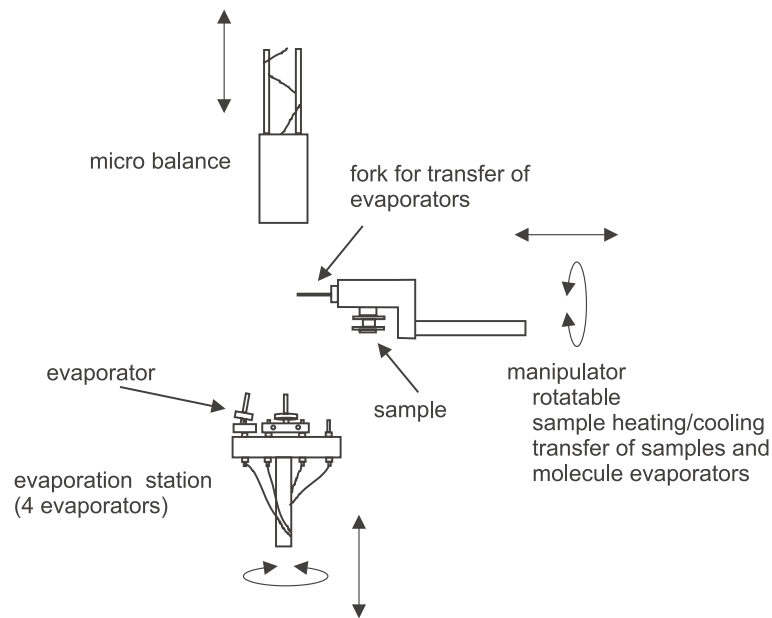 micro balance
fork for transfer of
evaporators
evaporator
sample
manipulator
rotatable
sample heating/cooling
transfer of samples and
molecule evaporators
evaporation station
(4 evaporators)